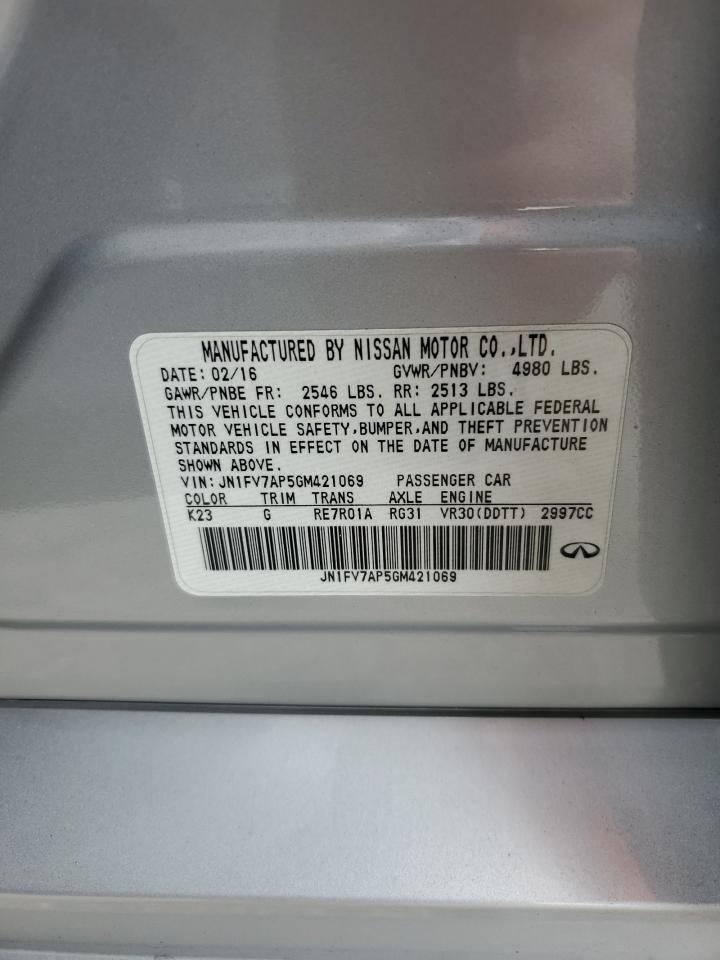 MANUFACTURED BY NISSAN MOTOR CO.,LTD.
DATE: 02/16 GVWR/PNBV: 4980 LBS.
GAWR/PNBE FR: 2546 LBS. RR: 2513 LBS.
THIS VEHICLE CONFORMS TO ALL APPLICABLE FEDERAL
MOTOR VEHICLE SAFETY,BUMPER,AND THEFT PREVENTION
STANDARDS IN EFFECT ON THE DATE OF MANUFACTURE
SHOWN ABOVE.
VIN: JN1FV7AP5GM421069 PASSENGER CAR
COLOR TRIM TRANS AXLE ENGINE
K23 G RE7R01A RG31 VR30(DDTT) 2997CC
JN1FV7AP5GM421069